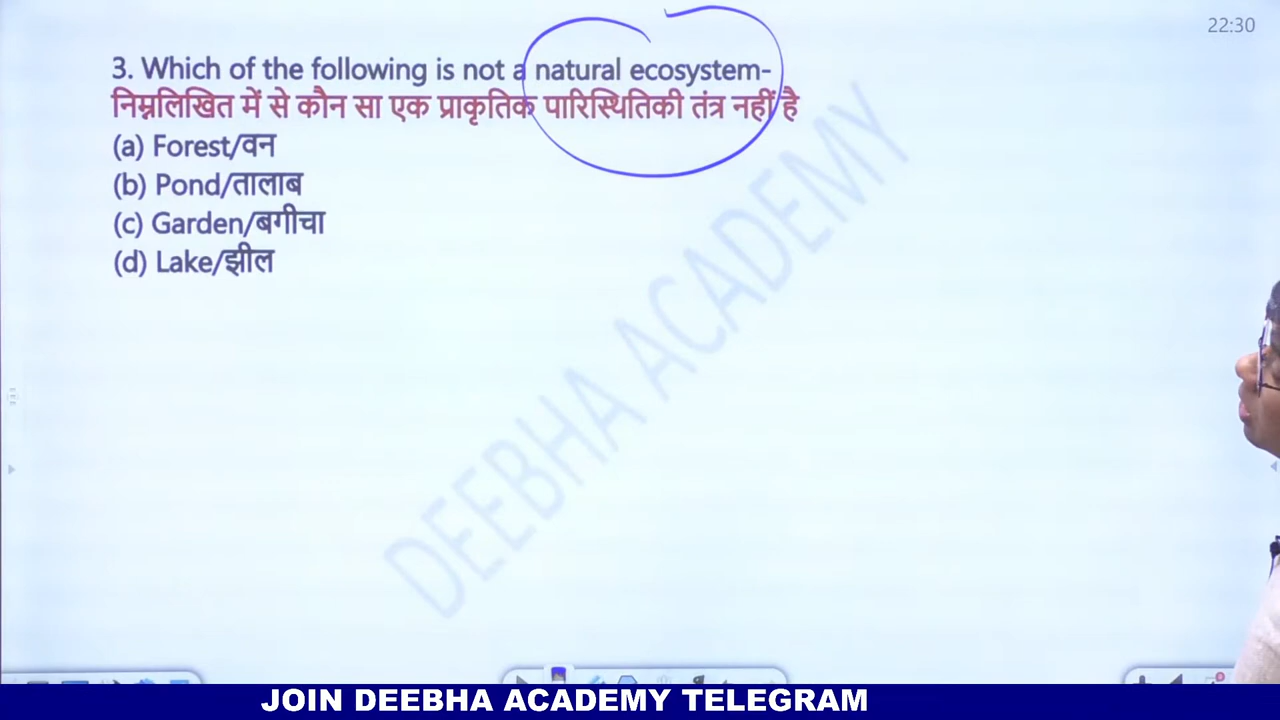 22:30
3. Which of the following is not a natural ecosystem-
निम्नलिखित में से कौन सा एक प्राकृतिक पारिस्थितिकी तंत्र नहीं है
(a) Forest/वन
(b) Pond/तालाब
(c) Garden/बगीचा
(d) Lake/झील
DEEBHA ACADEMY
JOIN DEEBHA ACADEMY TELEGRAM